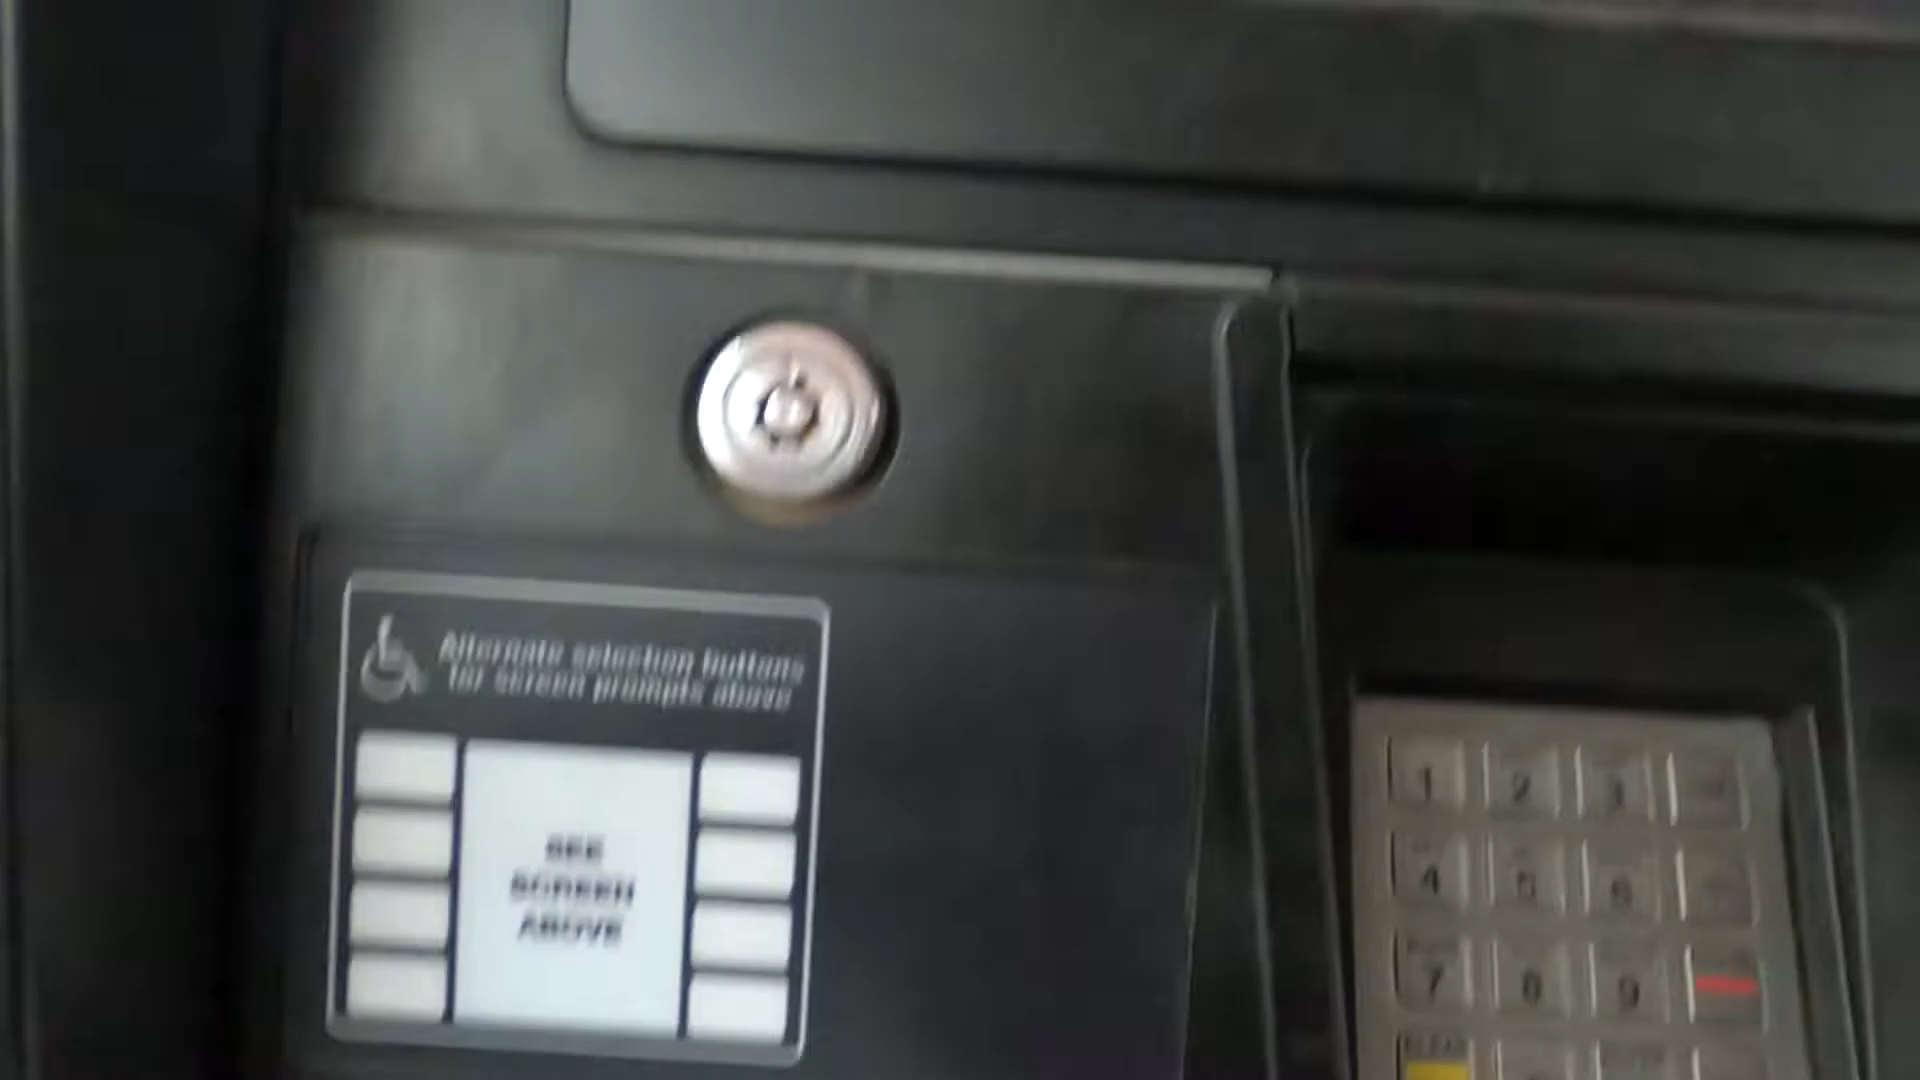 Alternate selection buttons
for screen prompts above
SEE
SCREEN
ABOVE
1 2 3
4 5 6
7 8 9
CLEAR